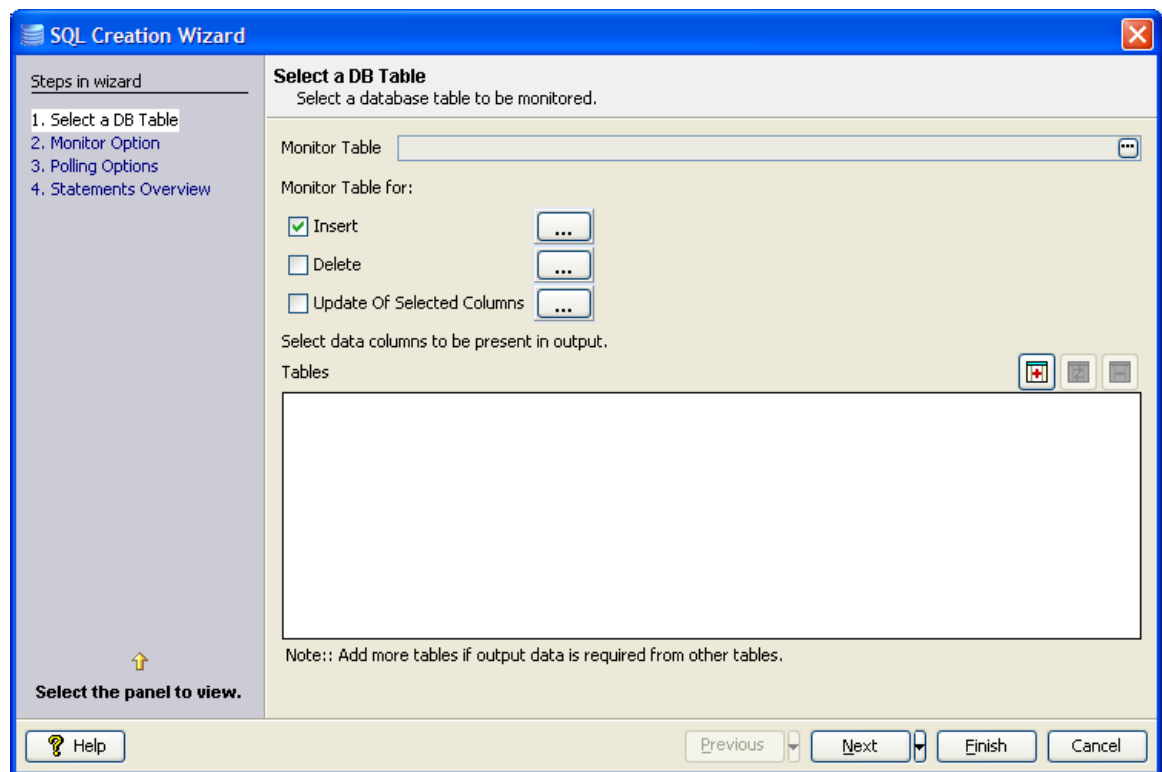 SQL Creation Wizard
Steps in wizard
1. Select a DB Table
2. Monitor Option
3. Polling Options
4. Statements Overview
Select the panel to view.
Select a DB Table
Select a database table to be monitored.
Monitor Table ...
Monitor Table for:
Insert ...
Delete ...
Update Of Selected Columns ...
Select data columns to be present in output.
Tables
Note:: Add more tables if output data is required from other tables.
Help Previous Next Finish Cancel